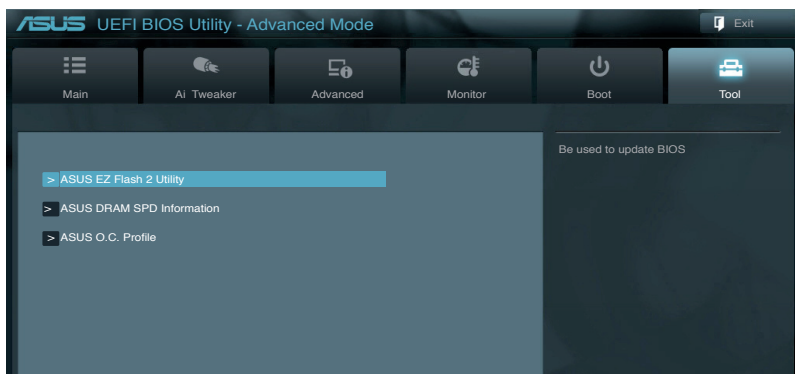 ASUS UEFI BIOS Utility - Advanced Mode
Exit
Main
Ai Tweaker
Advanced
Monitor
Boot
Tool
Be used to update BIOS
> ASUS EZ Flash 2 Utility
> ASUS DRAM SPD Information
> ASUS O.C. Profile